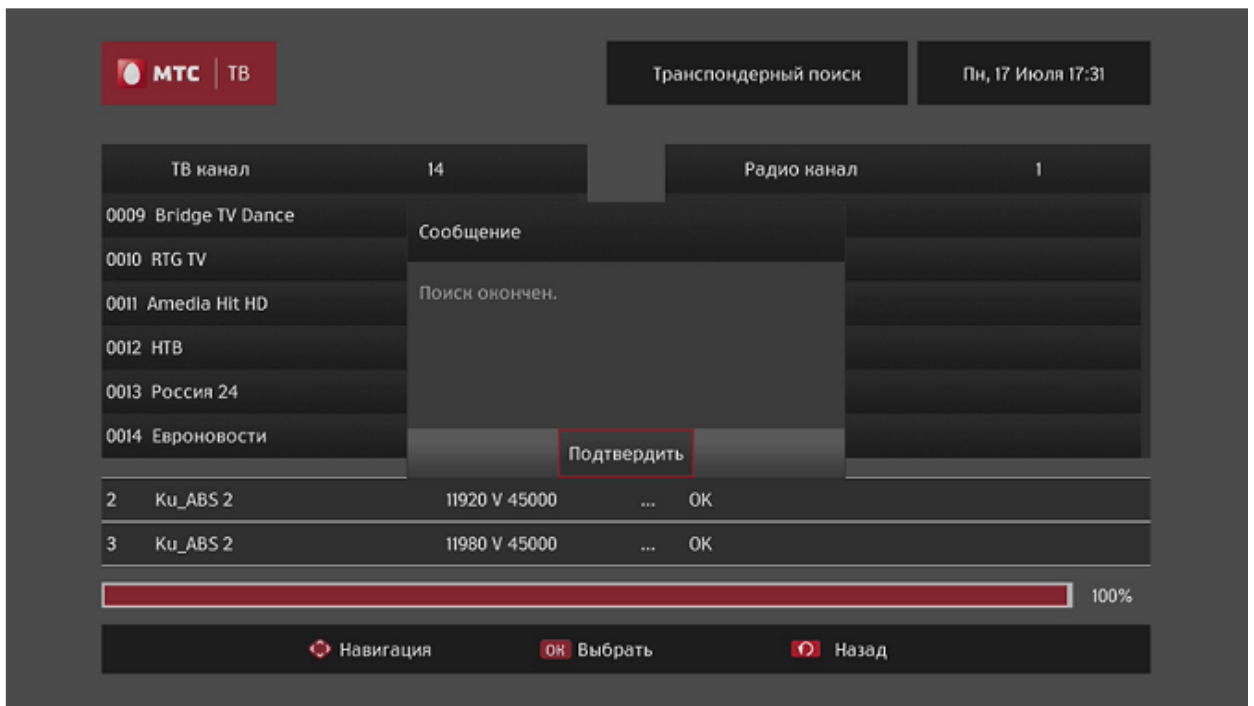 МТС ТВ
Транспондерный поиск
Пн, 17 Июля 17:31
ТВ канал 14
Радио канал 1
0009 Bridge TV Dance
0010 RTG TV
0011 Amedia Hit HD
0012 НТВ
0013 Россия 24
0014 Евроновости
Сообщение
Поиск окончен.
Подтвердить
2 Ku_ABS 2 11920 V 45000 ... OK
3 Ku_ABS 2 11980 V 45000 ... OK
100%
Навигация
ОК Выбрать
Назад